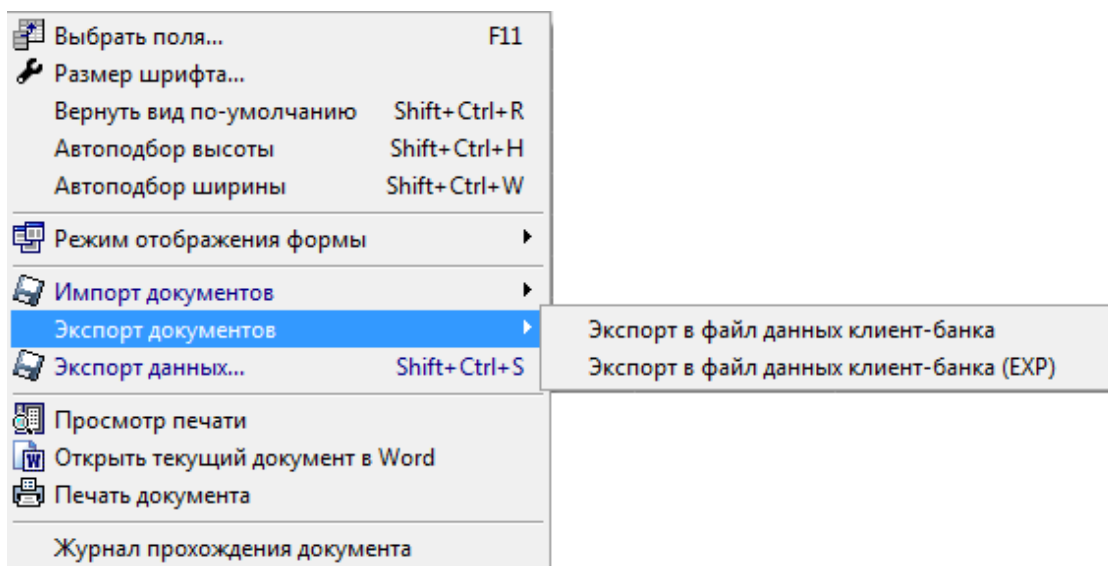 Выбрать поля... F11
Размер шрифта...
Вернуть вид по-умолчанию Shift+Ctrl+R
Автоподбор высоты Shift+Ctrl+H
Автоподбор ширины Shift+Ctrl+W
Режим отображения формы
Импорт документов
Экспорт документов
Экспорт в файл данных клиент-банка
Экспорт данных... Shift+Ctrl+S
Экспорт в файл данных клиент-банка (EXP)
Просмотр печати
Открыть текущий документ в Word
Печать документа
Журнал прохождения документа